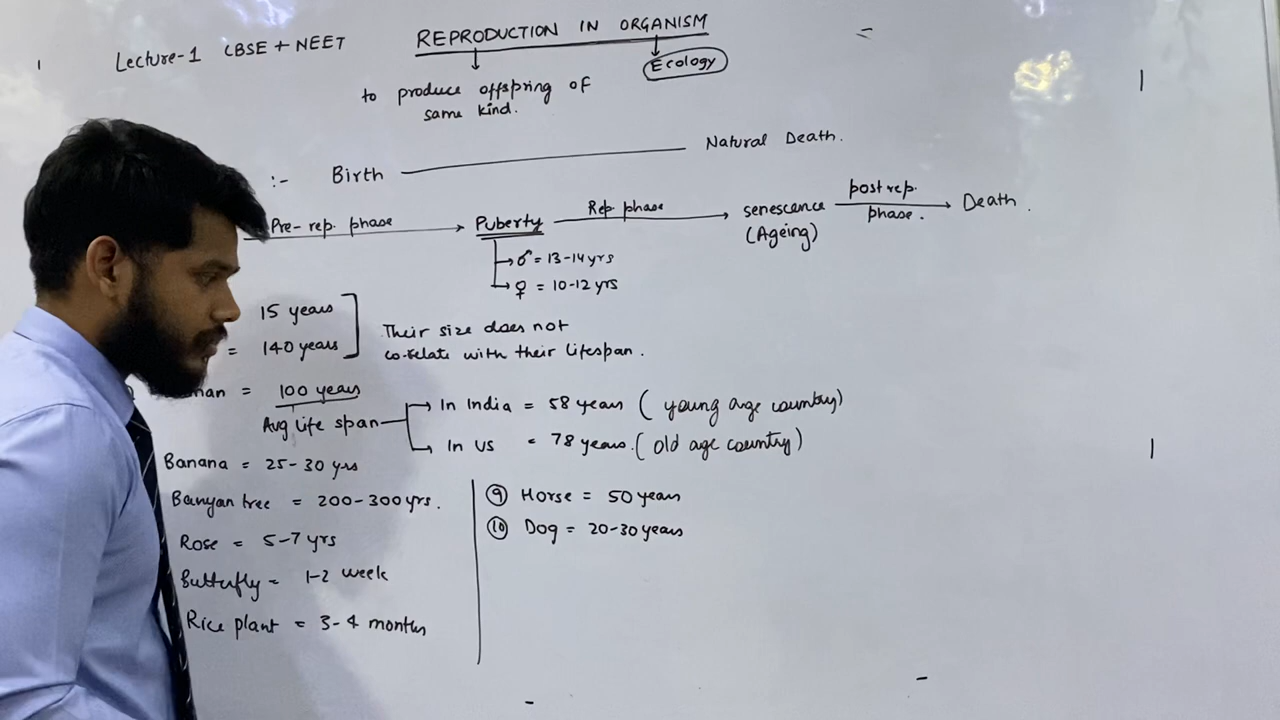 Lecture-1 CBSE + NEET
REPRODUCTION IN ORGANISM
Ecology
to produce offspring of
same kind.
:- Birth Natural Death.
Pre-rep. phase Puberty Rep phase senescence (Ageing) post rep. phase. Death.
♂ = 13-14 yrs
♀ = 10-12 yrs
15 years
= 140 years
Their size does not
co-relate with their lifespan.
= 100 years
Avg life span
In India = 58 years ( young age country)
In US = 78 years. ( old age country)
Banana = 25-30 yrs
Banyan tree = 200-300 yrs.
Rose = 5-7 yrs
Butterfly = 1-2 week
Rice plant = 3-4 months
⑨ Horse = 50 years
⑩ Dog = 20-30 years